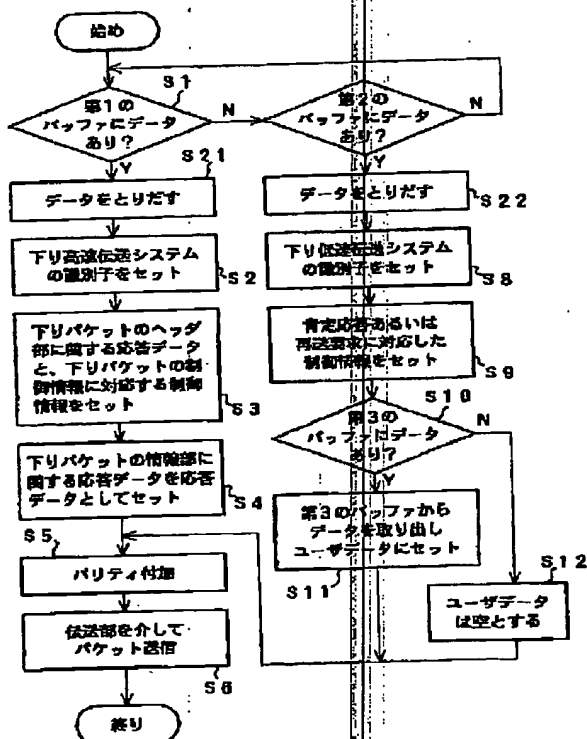 始め
S1
第1の
バッファにデータ
あり?
N
Y
第2の
バッファにデータ
あり?
N
Y
S21
データをとりだす
データをとりだす
S22
下り高速伝送システム
の識別子をセット
S2
下り低速伝送システム
の識別子をセット
S8
下りパケットのヘッダ
部に関する応答データ
と、下りパケットの制
御情報に対応する制御
情報をセット
S3
肯定応答あるいは
再送要求に対応した
制御情報をセット
S9
S10
第3の
バッファにデータ
あり?
N
Y
下りパケットの情報部に
関する応答データを応答
データとしてセット
S4
第3のバッファから
データを取り出し
ユーザデータにセット
S11
S5
パリティ付加
S12
ユーザデータ
は空とする
伝送部を介して
パケット送信
S6
終り